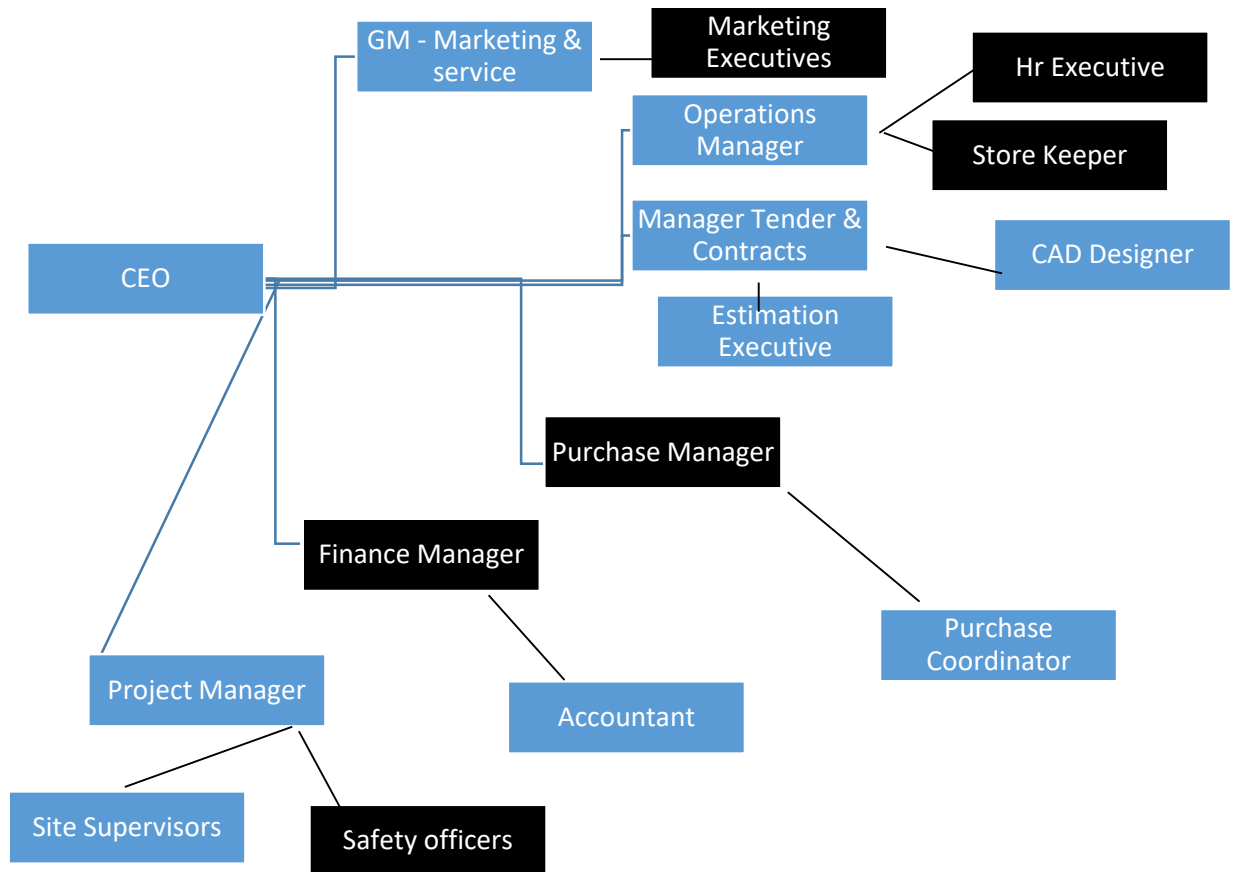 GM - Marketing &
service
Marketing
Executives
Hr Executive
Operations
Manager
Store Keeper
Manager Tender &
Contracts
CEO
CAD Designer
Estimation
Executive
Purchase Manager
Finance Manager
Purchase
Coordinator
Project Manager
Accountant
Site Supervisors
Safety officers